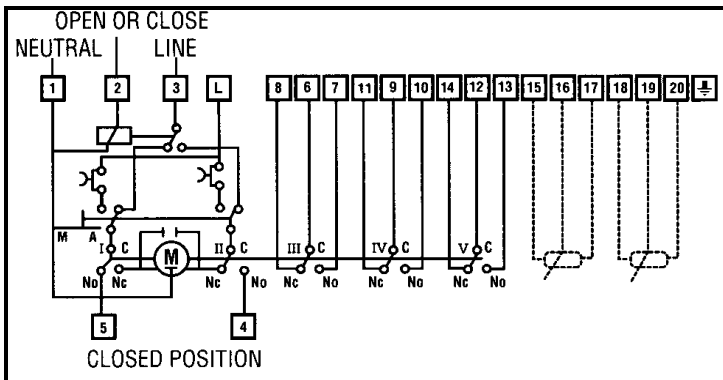 OPEN OR CLOSE
NEUTRAL LINE
1 2 3 L 8 6 7 11 9 10 14 12 13 15 16 17 18 19 20
M A
I C II C III C IV C V C
M
No Nc Nc No Nc No Nc No Nc No
5 4
CLOSED POSITION